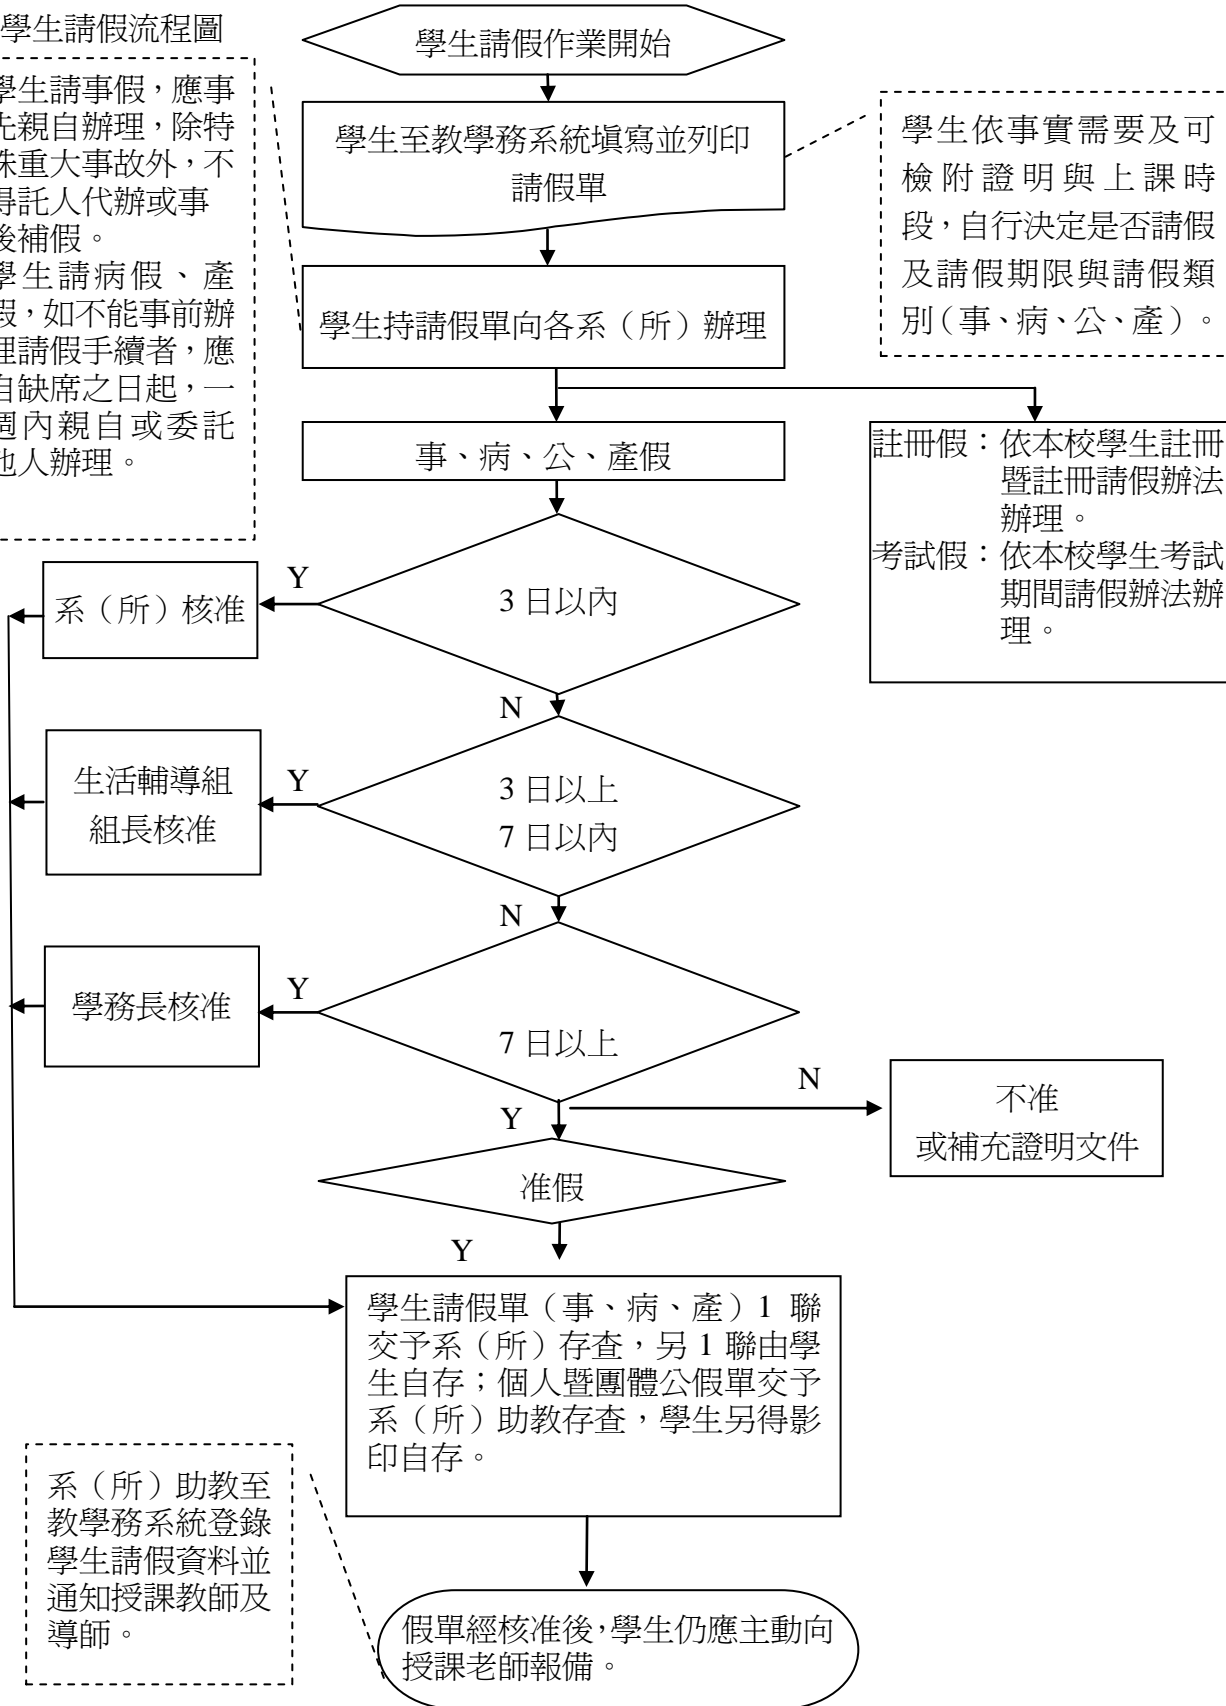 學生請假流程圖
學生請假作業開始
學生請事假，應事
先親自辦理，除特
殊重大事故外，不
得託人代辦或事
後補假。
學生請病假、產
假，如不能事前辦
理請假手續者，應
自缺席之日起，一
週內親自或委託
他人辦理。
學生至教學務系統填寫並列印
請假單
學生依事實需要及可
檢附證明與上課時
段，自行決定是否請假
及請假期限與請假類
別（事、病、公、產）。
學生持請假單向各系（所）辦理
事、病、公、產假
註冊假：依本校學生註冊
暨註冊請假辦法
辦理。
考試假：依本校學生考試
期間請假辦法辦
理。
3 日以內
Y
系（所）核准
N
3 日以上
7 日以內
Y
生活輔導組
組長核准
N
7 日以上
Y
學務長核准
N
不准
或補充證明文件
Y
准假
Y
學生請假單（事、病、產）1 聯
交予系（所）存查，另 1 聯由學
生自存；個人暨團體公假單交予
系（所）助教存查，學生另得影
印自存。
系（所）助教至
教學務系統登錄
學生請假資料並
通知授課教師及
導師。
假單經核准後，學生仍應主動向
授課老師報備。